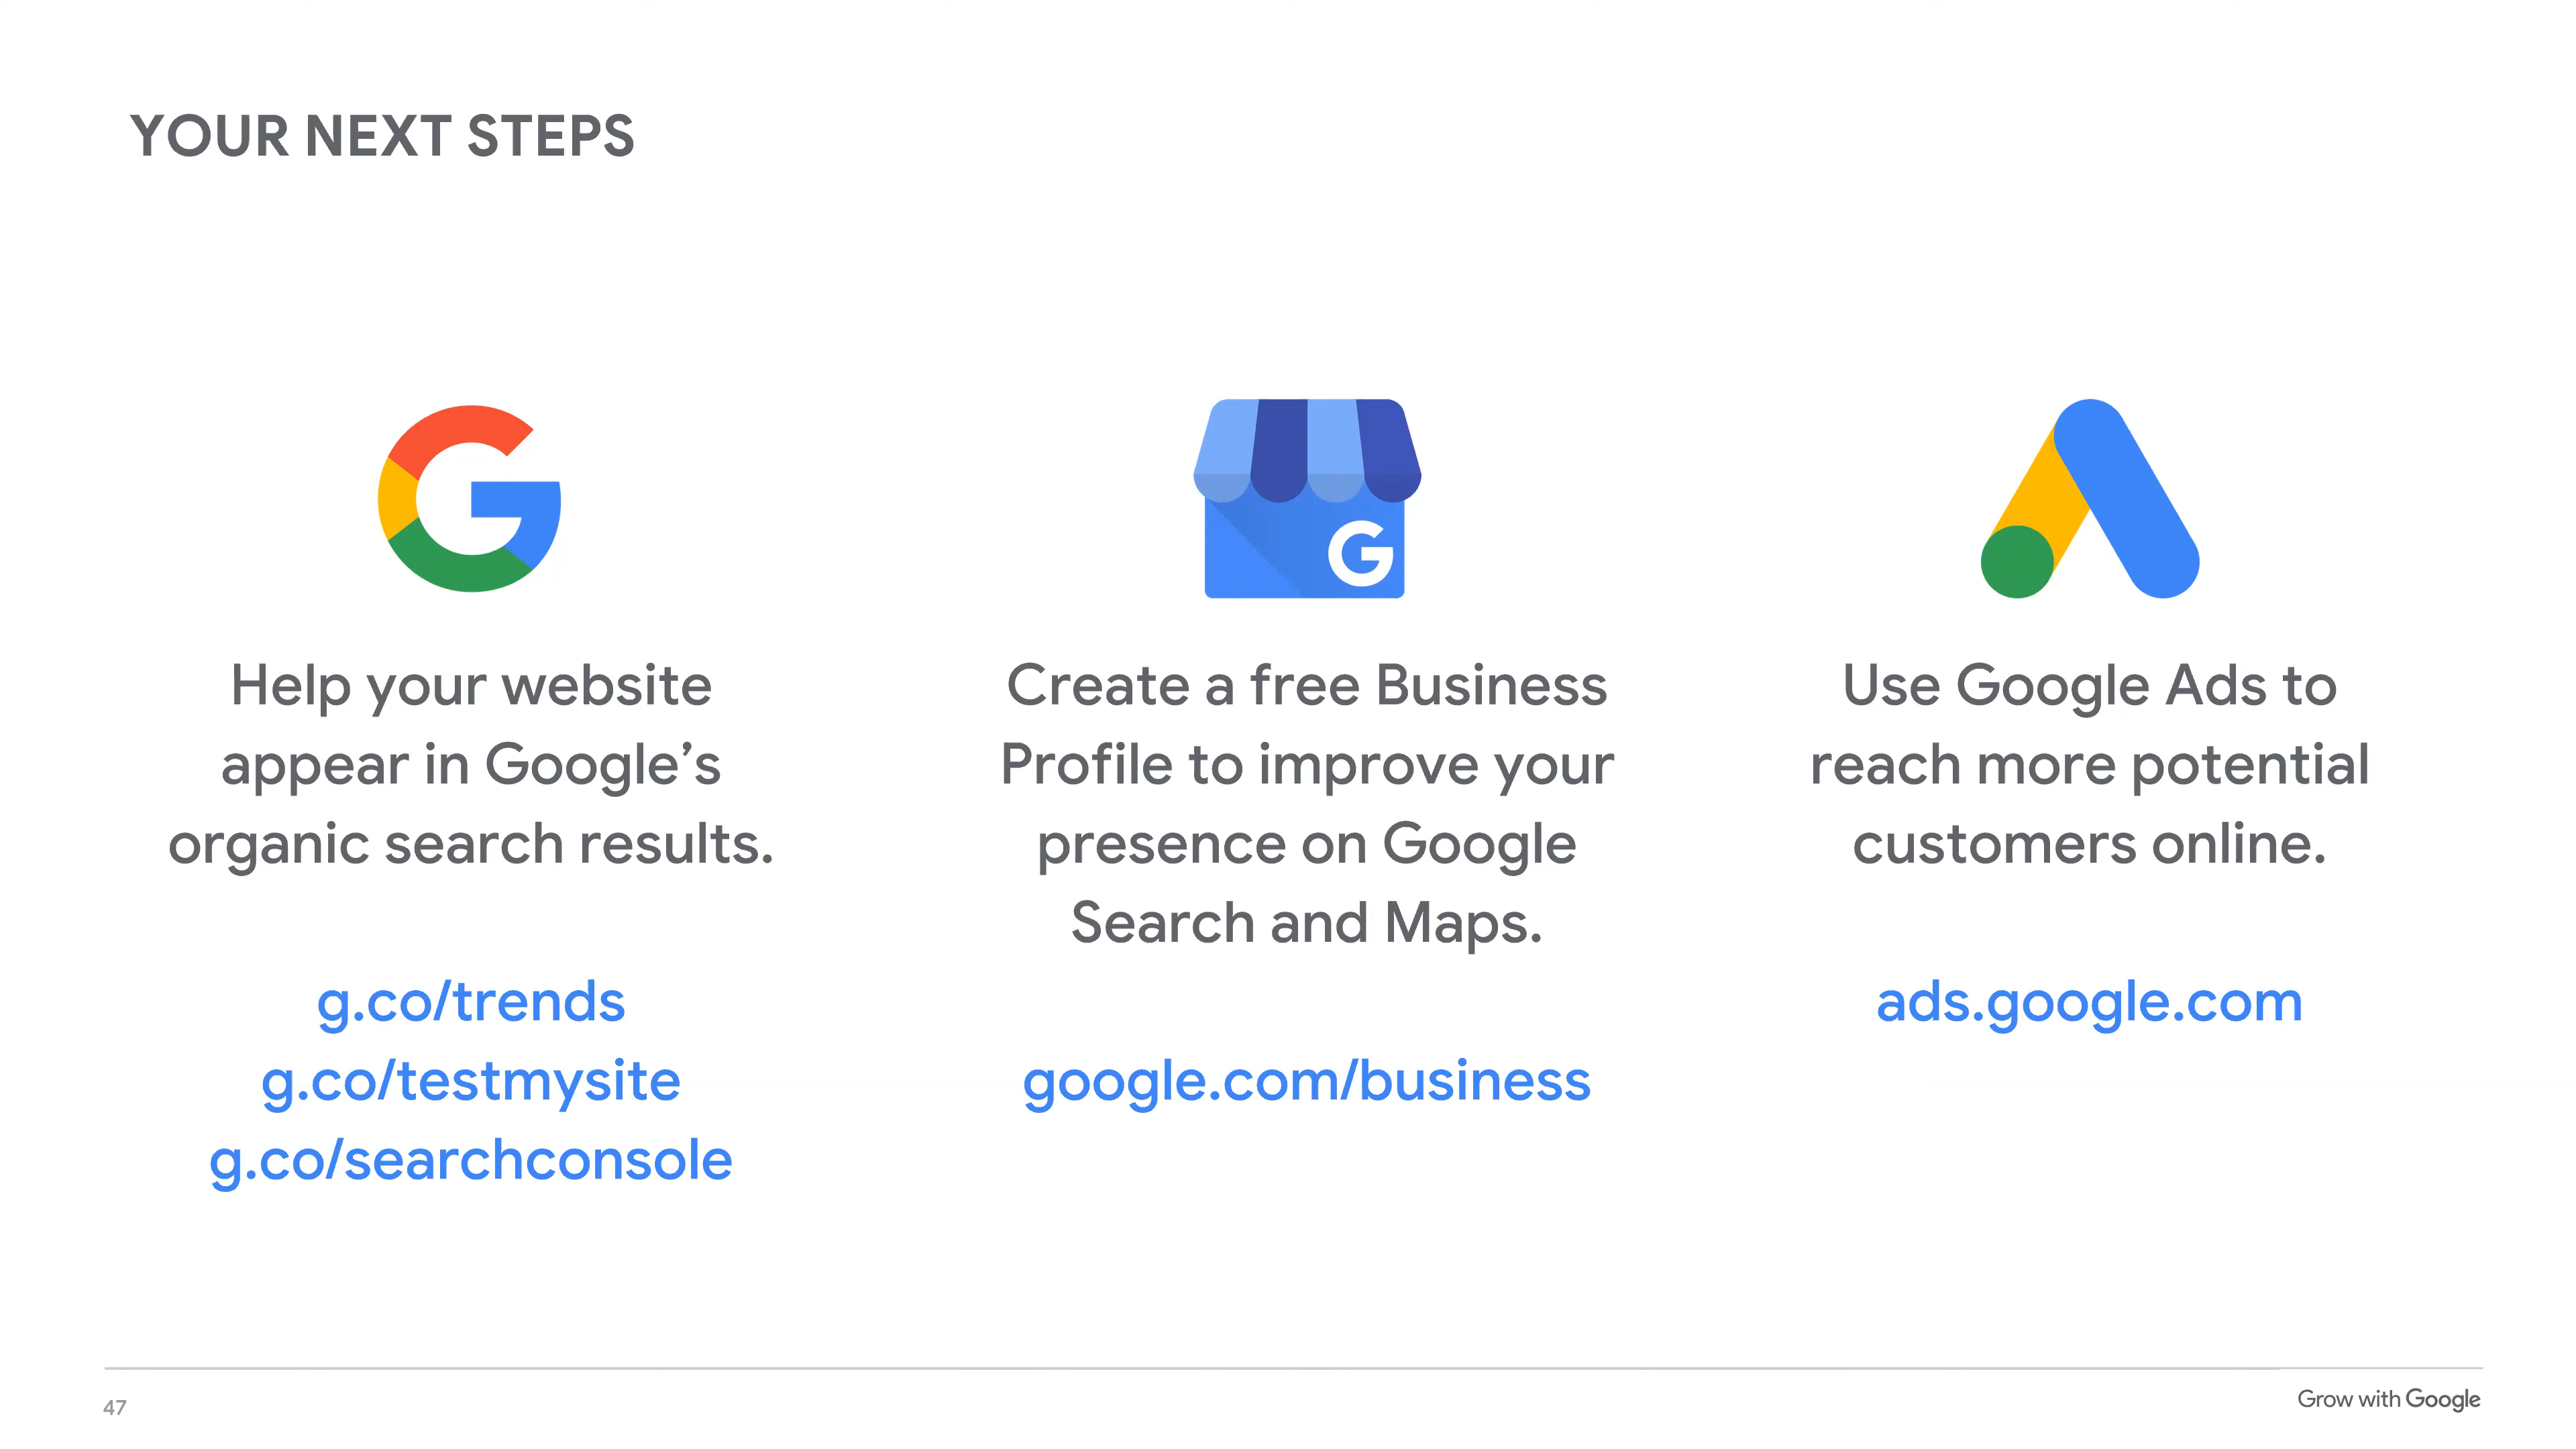 YOUR NEXT STEPS
Help your website
appear in Google’s
organic search results.
g.co/trends
g.co/testmysite
g.co/searchconsole
Create a free Business
Profile to improve your
presence on Google
Search and Maps.
google.com/business
Use Google Ads to
reach more potential
customers online.
ads.google.com
47
Grow with Google